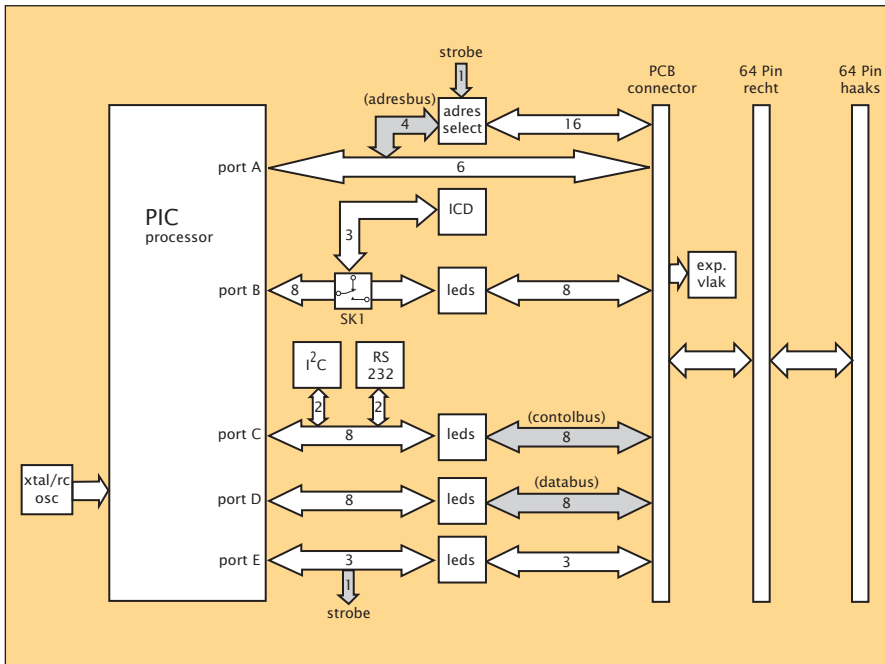 strobe
1
PCB
connector
64 Pin
recht
64 Pin
haaks
(adresbus)
4
adres
select
16
port A
6
PIC
processor
ICD
3
port B
8
SK1
leds
8
exp.
vlak
I²C
RS
232
2
2
port C
8
leds
(contolbus)
8
xtal/rc
osc
port D
8
leds
(databus)
8
port E
3
leds
3
1
strobe